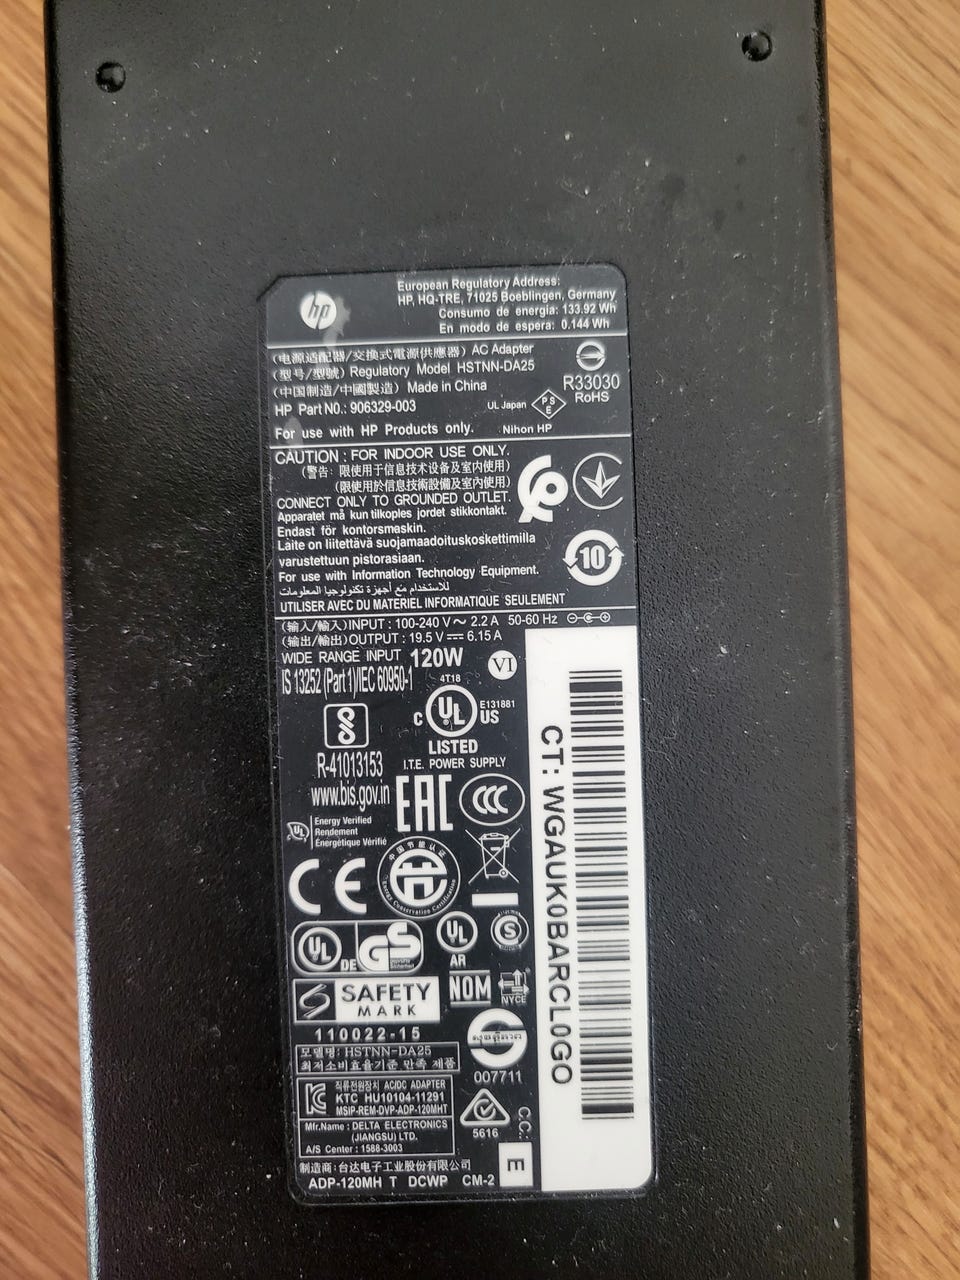 hp
European Regulatory Address:
HP, HQ-TRE, 71025 Boeblingen, Germany
Consumo de energía: 133.92 Wh
En modo de espera: 0.144 Wh
(电源适配器/交換式電源供應器) AC Adapter
(型号/型號) Regulatory Model HSTNN-DA25
(中国制造/中國製造) Made in China
HP Part NO.: 906329-003
R33030
RoHS
UL Japan
P S
E
Nihon HP
For use with HP Products only.
CAUTION : FOR INDOOR USE ONLY.
(警告: 限使用于信息技术设备及室内使用)
(限使用於信息技術設備及室內使用)
CONNECT ONLY TO GROUNDED OUTLET.
Apparatet må kun tilkoples jordet stikkontakt.
Endast för kontorsmaskin.
Laite on liitettävä suojamaadoituskoskettimilla
varustettuun pistorasiaan.
For use with Information Technology Equipment.
للاستخدام مع أجهزة تكنولوجيا المعلومات
UTILISER AVEC DU MATERIEL INFORMATIQUE SEULEMENT
10
(输入/輸入)INPUT : 100-240 V～ 2.2 A 50-60 Hz
(输出/輸出)OUTPUT : 19.5 V⎓ 6.15 A
WIDE RANGE INPUT 120W
VI
IS 13252 (Part 1)/IEC 60950-1
4T18
c UL US
E131881
LISTED
I.T.E. POWER SUPPLY
R-41013153
www.bis.gov.in
EAC
CCC
UL
Energy Verified
Rendement
Énergétique Vérifié
CE
中国节能认证
Energy Conservation Certification
UL
DE
GS
UL
AR
S
SAFETY
MARK
NOM
NYCE
110022-15
모델명: HSTNN-DA25
최저소비효율기준 만족 제품
007711
직류전원장치 AC/DC ADAPTER
KTC HU10104-11291
MSIP-REM-DVP-ADP-120MHT
5616
C.C.:
E
Mfr.Name : DELTA ELECTRONICS
(JIANGSU) LTD.
A/S Center : 1588-3003
制造商: 台达电子工业股份有限公司
ADP-120MH T DCWP CM-2
CT: WGAUK0BARCL0GO